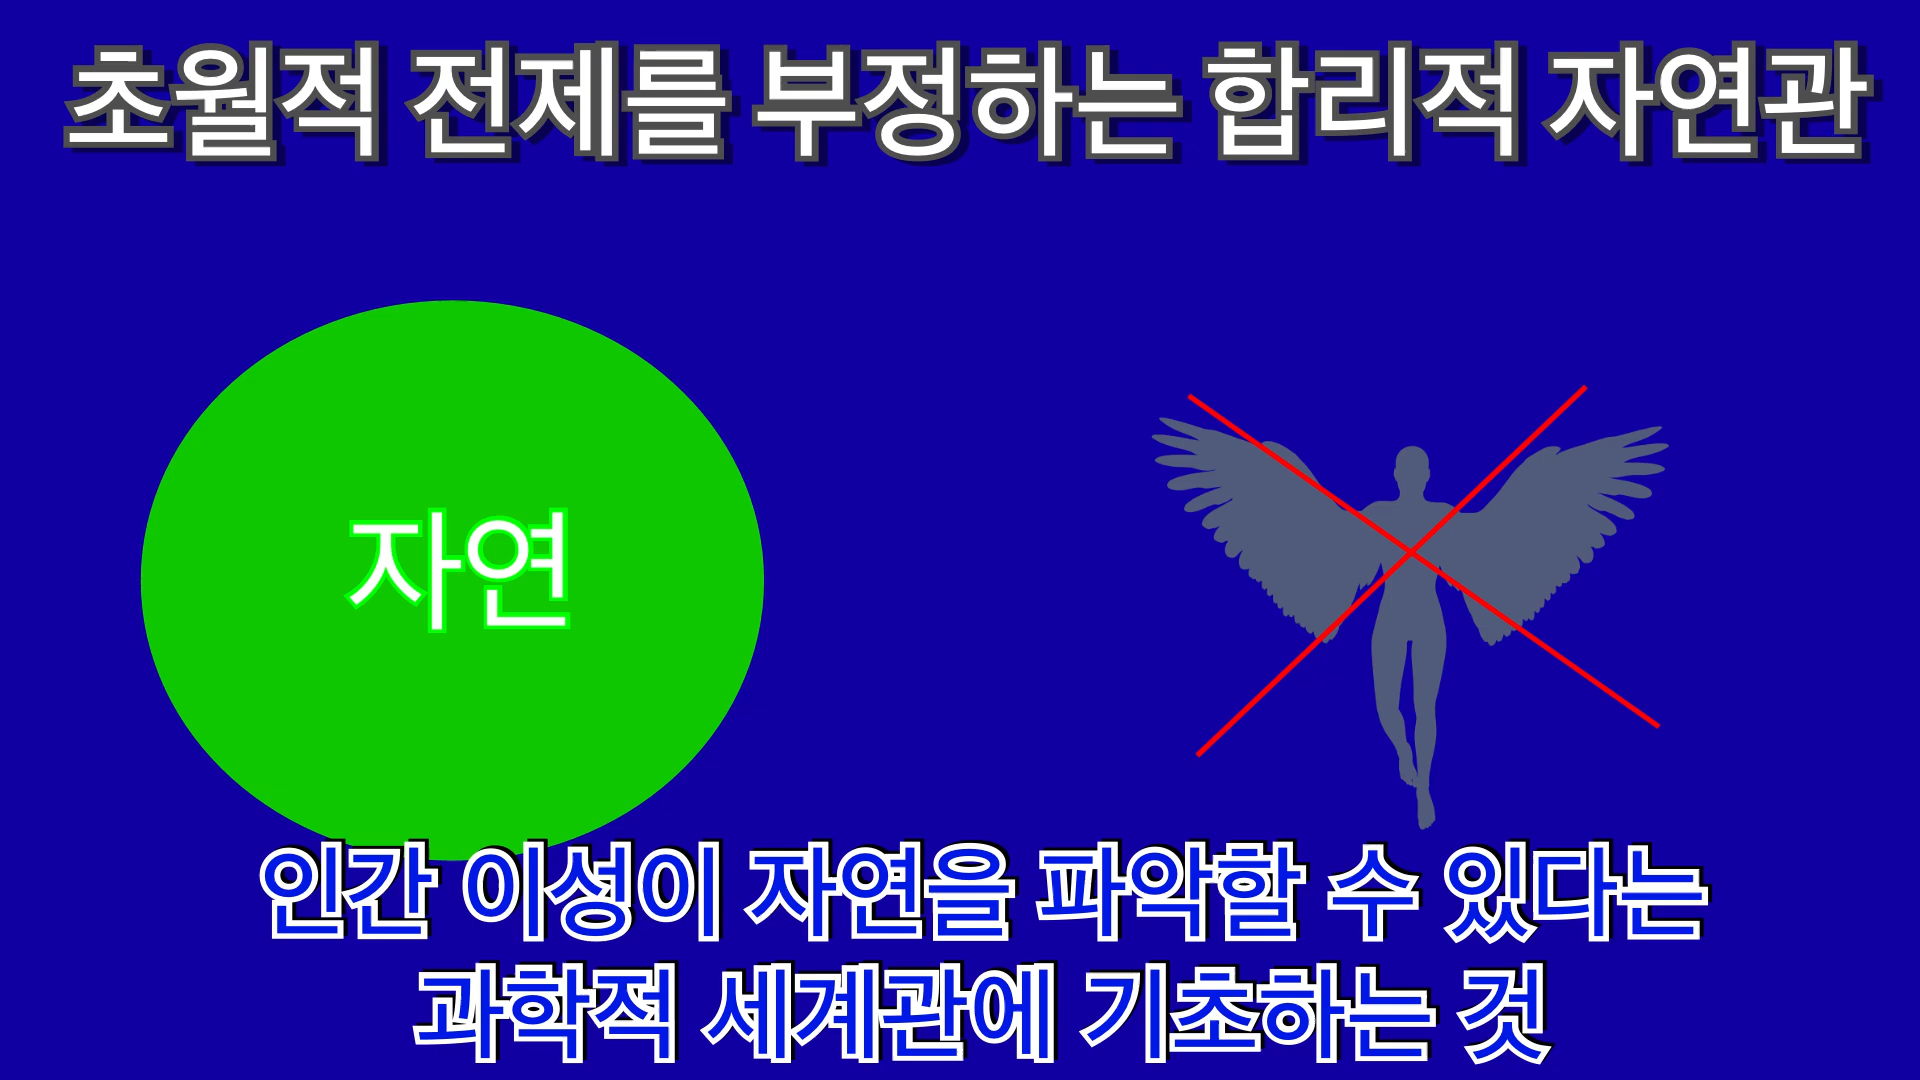 초월적 전제를 부정하는 합리적 자연관
자연
인간 이성이 자연을 파악할 수 있다는
과학적 세계관에 기초하는 것